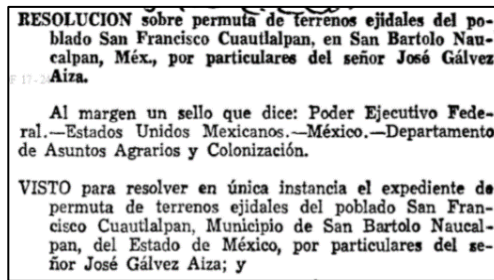 RESOLUCION sobre permuta de terrenos ejidales del po-
blado San Francisco Cuautlalpan, en San Bartolo Nau-
calpan, Méx., por particulares del señor José Gálvez
Aiza.
Al margen un sello que dice: Poder Ejecutivo Fede-
ral.—Estados Unidos Mexicanos.—México.—Departamento
de Asuntos Agrarios y Colonización.
VISTO para resolver en única instancia el expediente de
permuta de terrenos ejidales del poblado San Fran-
cisco Cuautlalpan, Municipio de San Bartolo Naucal-
pan, del Estado de México, por particulares del se-
ñor José Gálvez Aiza; y